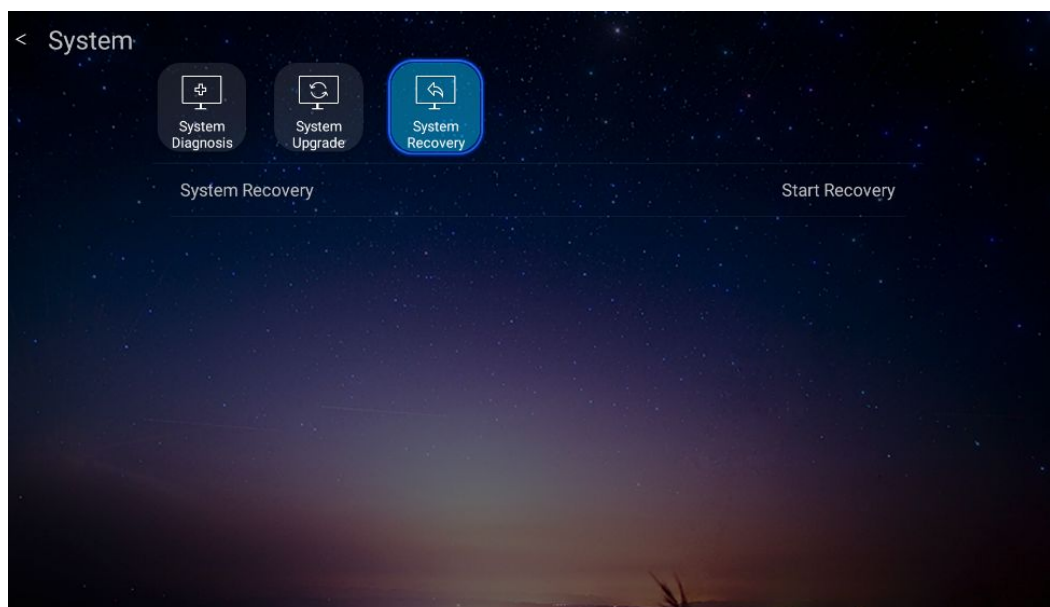 < System
System
Diagnosis
System
Upgrade
System
Recovery
System Recovery
Start Recovery